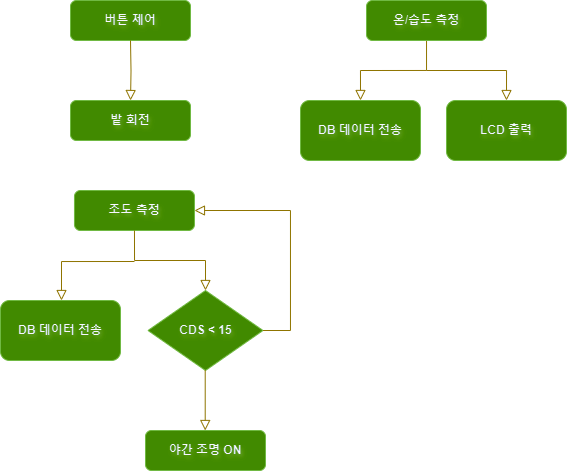 버튼 제어
온/습도 측정
밭 회전
DB 데이터 전송
LCD 출력
조도 측정
DB 데이터 전송
CDS < 15
야간 조명 ON